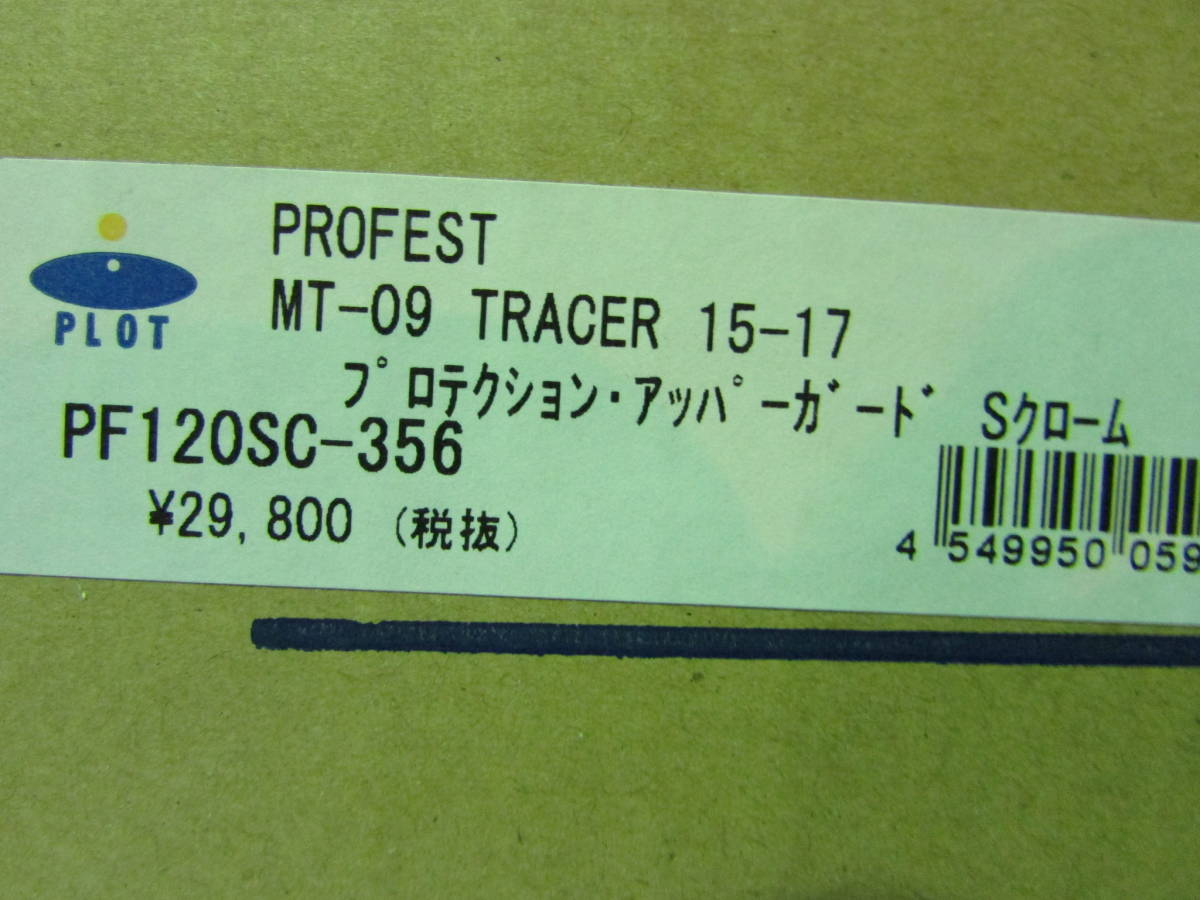 PLOT
PROFEST
MT-09 TRACER 15-17
プロテクション・アッパーガード Sクローム
PF120SC-356
¥29,800 (税抜)
4 549950 059